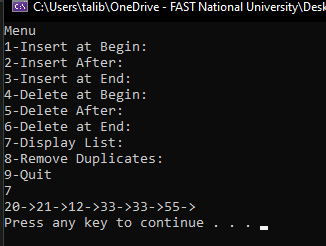 C:\Users\talib\OneDrive - FAST National University\Desk
Menu
1-Insert at Begin:
2-Insert After:
3-Insert at End:
4-Delete at Begin:
5-Delete After:
6-Delete at End:
7-Display List:
8-Remove Duplicates:
9-Quit
7
20->21->12->33->33->55->
Press any key to continue . . .